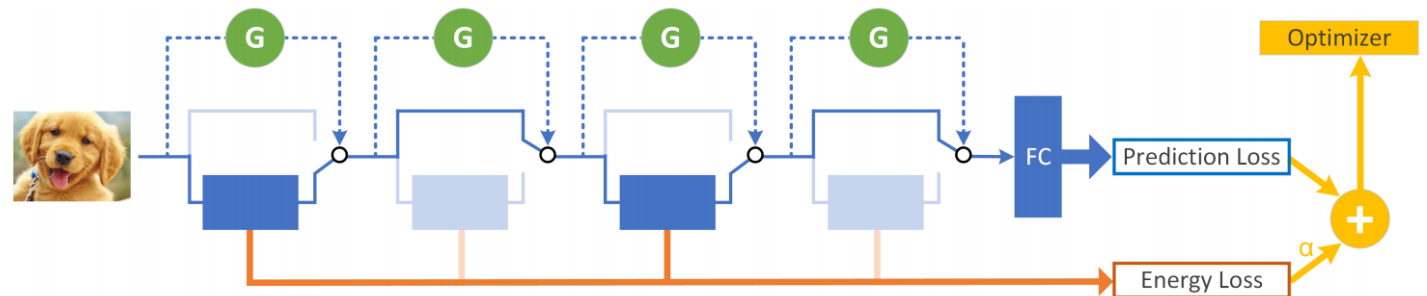 G G G G
Optimizer
FC
Prediction Loss
+
α
Energy Loss